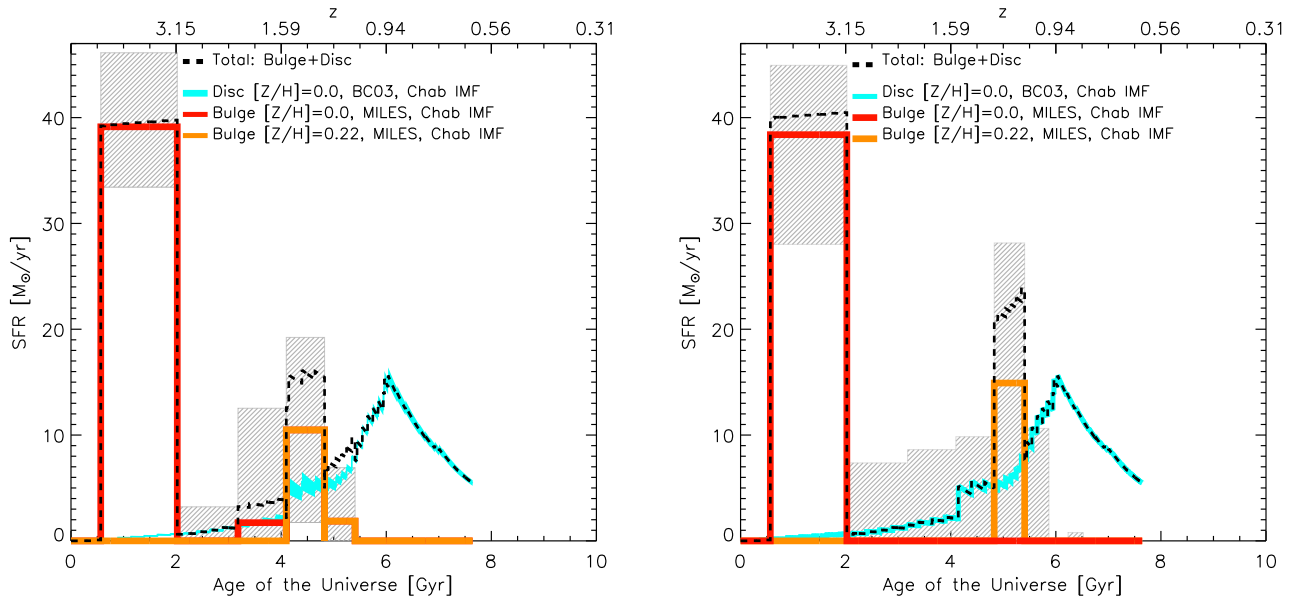 z
3.15 1.59 0.94 0.56 0.31
Total: Bulge+Disc
Disc [Z/H]=0.0, BC03, Chab IMF
Bulge [Z/H]=0.0, MILES, Chab IMF
Bulge [Z/H]=0.22, MILES, Chab IMF
40
30
20
10
0
SFR [M☉/yr]
0 2 4 6 8 10
Age of the Universe [Gyr]
z
3.15 1.59 0.94 0.56 0.31
Total: Bulge+Disc
Disc [Z/H]=0.0, BC03, Chab IMF
Bulge [Z/H]=0.0, MILES, Chab IMF
Bulge [Z/H]=0.22, MILES, Chab IMF
40
30
20
10
0
SFR [M☉/yr]
0 2 4 6 8 10
Age of the Universe [Gyr]